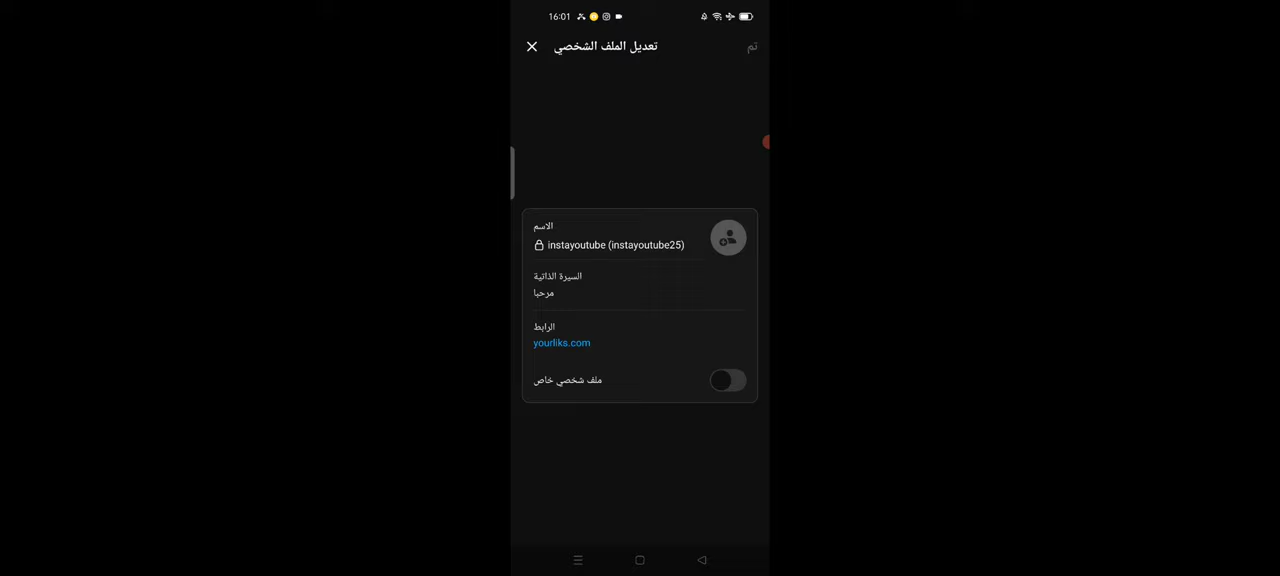 16:01
تعديل الملف الشخصي
تم
الاسم
instayoutube (instayoutube25)
السيرة الذاتية
مرحبا
الرابط
yourliks.com
ملف شخصي خاص